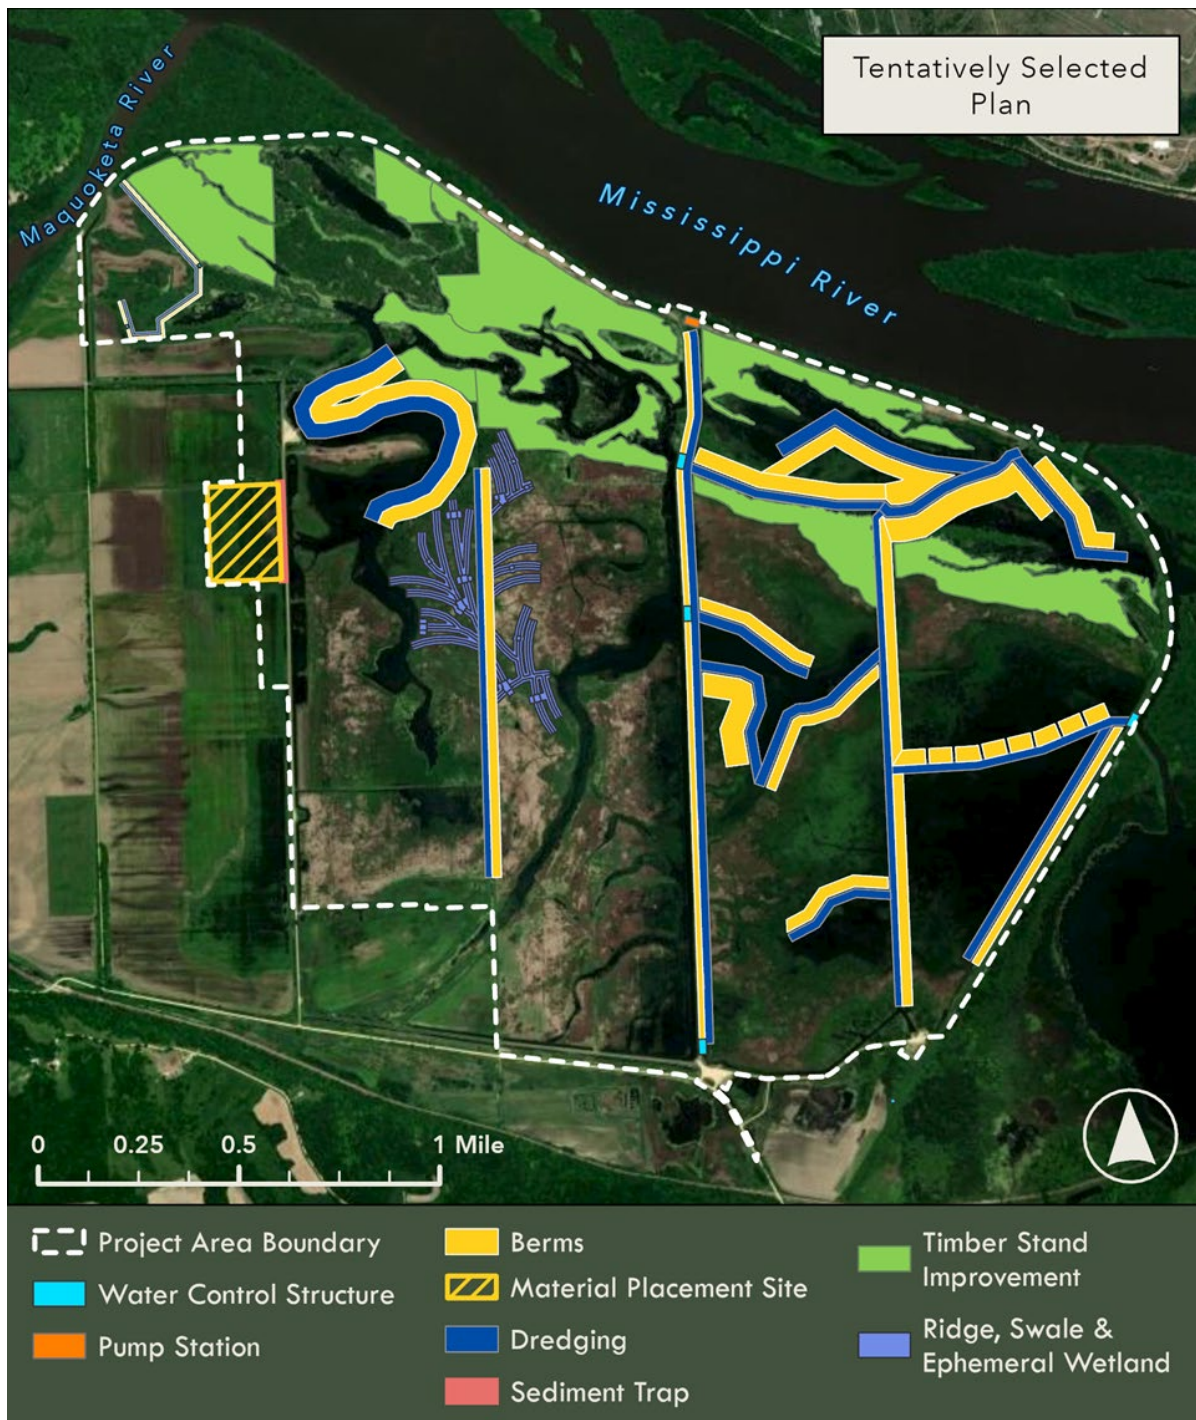 Tentatively Selected
Plan
Maquoketa River
Mississippi River
0 0.25 0.5 1 Mile
Project Area Boundary
Water Control Structure
Pump Station
Berms
Material Placement Site
Dredging
Sediment Trap
Timber Stand
Improvement
Ridge, Swale &
Ephemeral Wetland